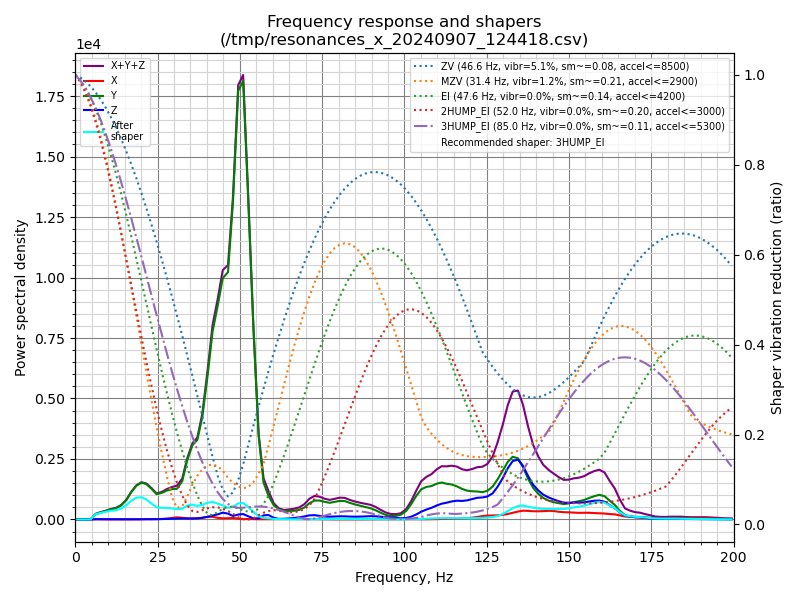 Frequency response and shapers
(/tmp/resonances_x_20240907_124418.csv)
1e4
X+Y+Z
X
Y
Z
After
shaper
ZV (46.6 Hz, vibr=5.1%, sm~=0.08, accel<=8500)
MZV (31.4 Hz, vibr=1.2%, sm~=0.21, accel<=2900)
EI (47.6 Hz, vibr=0.0%, sm~=0.14, accel<=4200)
2HUMP_EI (52.0 Hz, vibr=0.0%, sm~=0.20, accel<=3000)
3HUMP_EI (85.0 Hz, vibr=0.0%, sm~=0.11, accel<=5300)
Recommended shaper: 3HUMP_EI
Power spectral density
1.75
1.50
1.25
1.00
0.75
0.50
0.25
0.00
1.0
0.8
0.6
0.4
0.2
0.0
Shaper vibration reduction (ratio)
0 25 50 75 100 125 150 175 200
Frequency, Hz